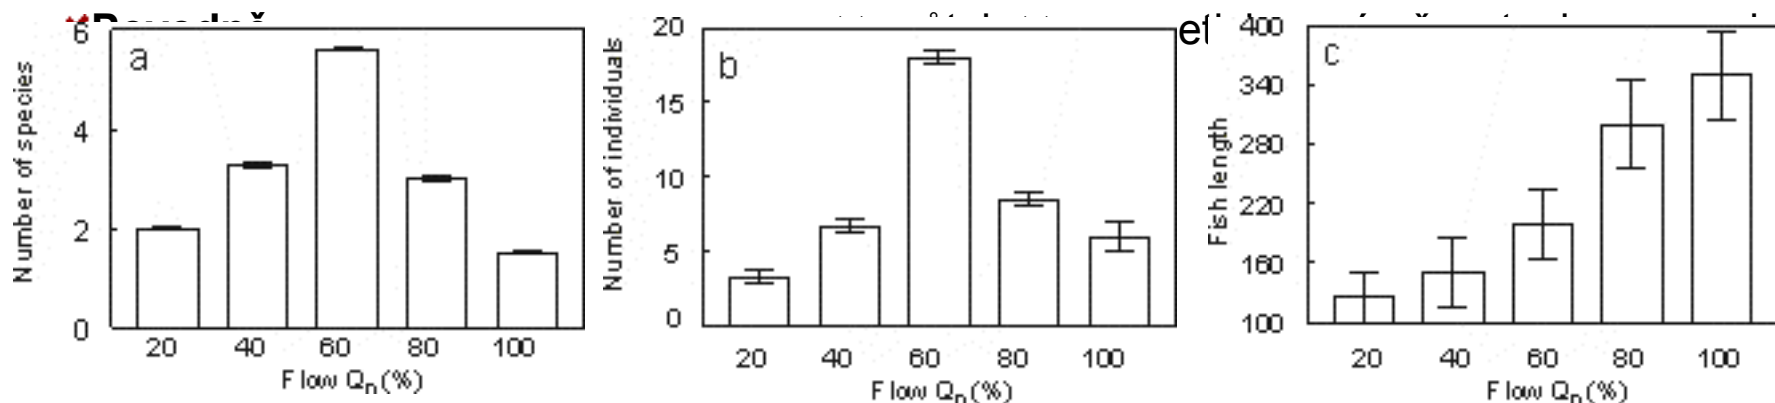 Povodně
et
a
Number of species
6
4
2
0
20 40 60 80 100
Flow Qn (%)
b
Number of individuals
20
15
10
5
0
20 40 60 80 100
Flow Qn (%)
c
Fish length
400
340
280
220
160
100
20 40 60 80 100
Flow Qn (%)